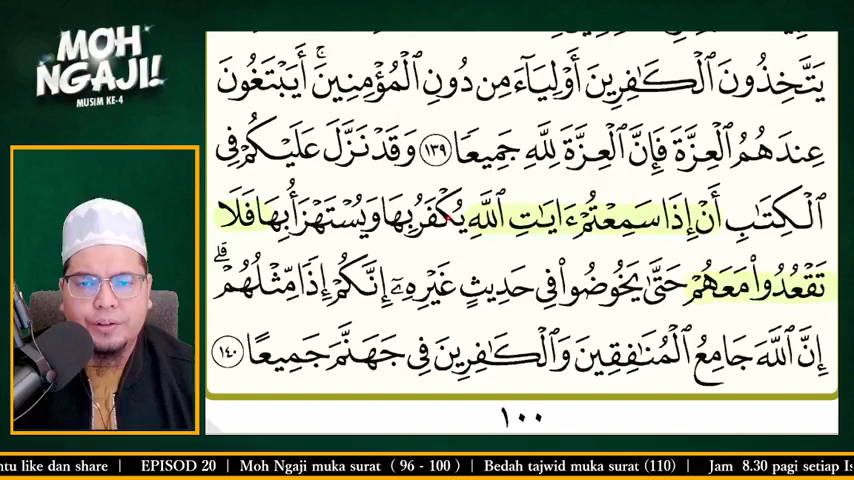 MOH
NGAJI!
MUSIM KE-4
يَتَّخِذُونَ ٱلْكَٰفِرِينَ أَوْلِيَآءَ مِن دُونِ ٱلْمُؤْمِنِينَ ۚ أَيَبْتَغُونَ
عِندَهُمُ ٱلْعِزَّةَ فَإِنَّ ٱلْعِزَّةَ لِلَّهِ جَمِيعًا ١٣٩ وَقَدْ نَزَّلَ عَلَيْكُمْ فِى
ٱلْكِتَٰبِ أَنْ إِذَا سَمِعْتُمْ ءَايَٰتِ ٱللَّهِ يُكْفَرُ بِهَا وَيُسْتَهْزَأُ بِهَا فَلَا
تَقْعُدُوا۟ مَعَهُمْ حَتَّىٰ يَخُوضُوا۟ فِى حَدِيثٍ غَيْرِهِۦٓ ۚ إِنَّكُمْ إِذًا مِّثْلُهُمْ ۗ
إِنَّ ٱللَّهَ جَامِعُ ٱلْمُنَٰفِقِينَ وَٱلْكَٰفِرِينَ فِى جَهَنَّمَ جَمِيعًا ١٤٠
١٠٠
ntu like dan share | EPISOD 20 | Moh Ngaji muka surat ( 96 - 100 ) | Bedah tajwid muka surat (110) | Jam 8.30 pagi setiap Is